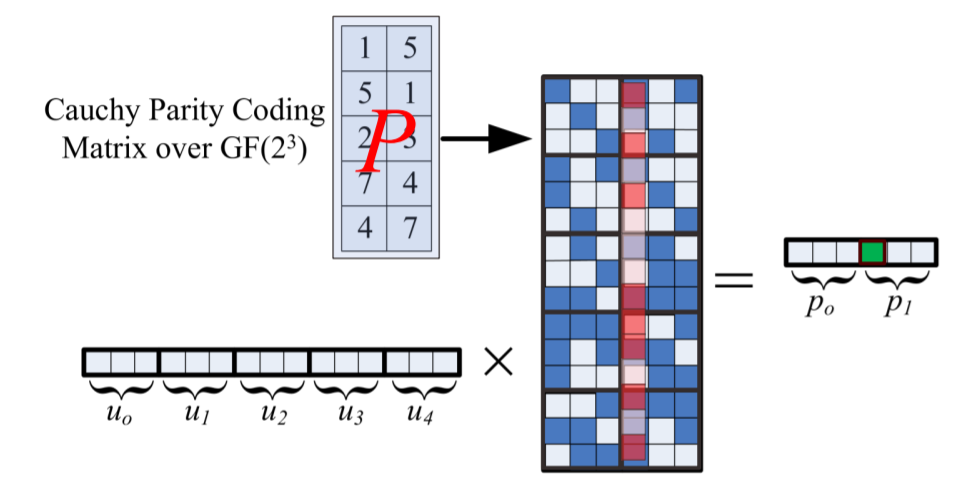 1 5
5 1
2 3
7 4
4 7
P
Cauchy Parity Coding
Matrix over GF(2³)
=
pₒ p₁
×
uₒ u₁ u₂ u₃ u₄